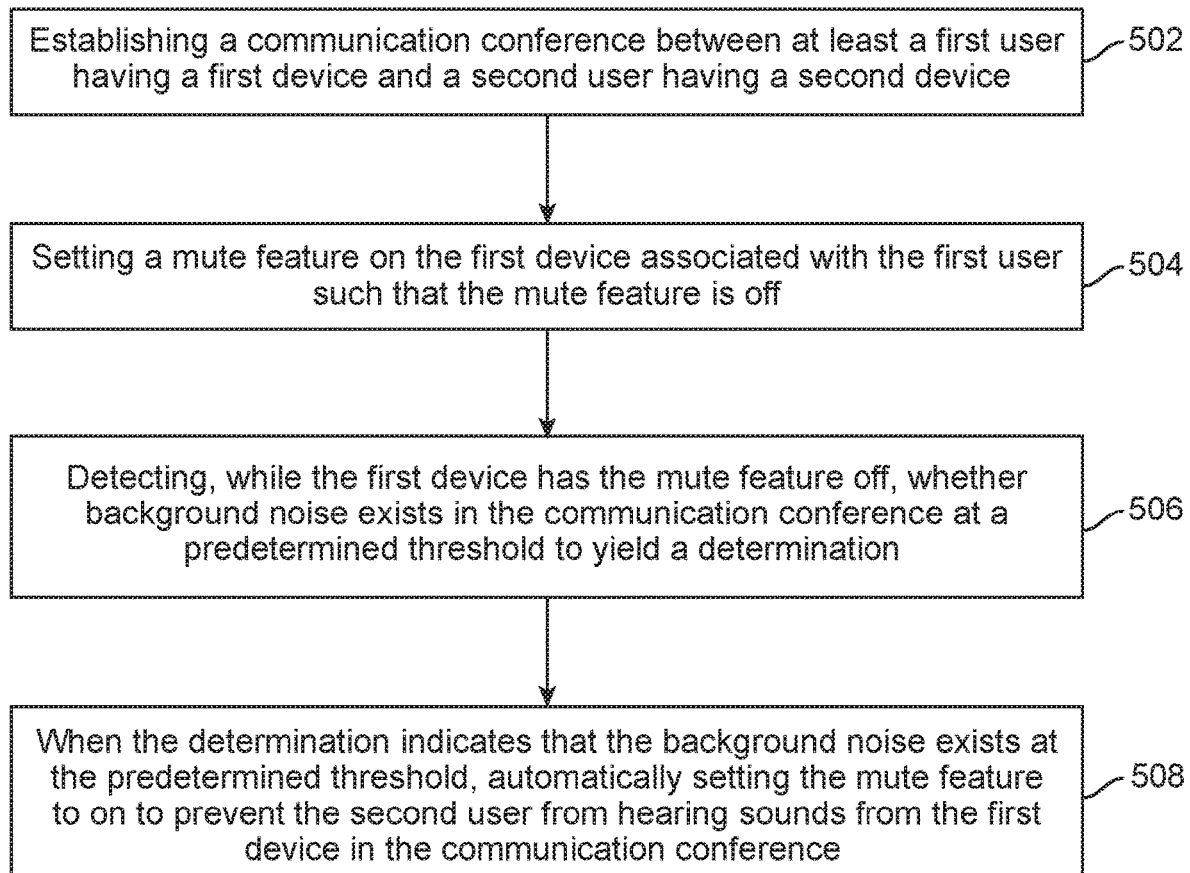 Establishing a communication conference between at least a first user
having a first device and a second user having a second device
502
Setting a mute feature on the first device associated with the first user
such that the mute feature is off
504
Detecting, while the first device has the mute feature off, whether
background noise exists in the communication conference at a
predetermined threshold to yield a determination
506
When the determination indicates that the background noise exists at
the predetermined threshold, automatically setting the mute feature
to on to prevent the second user from hearing sounds from the first
device in the communication conference
508